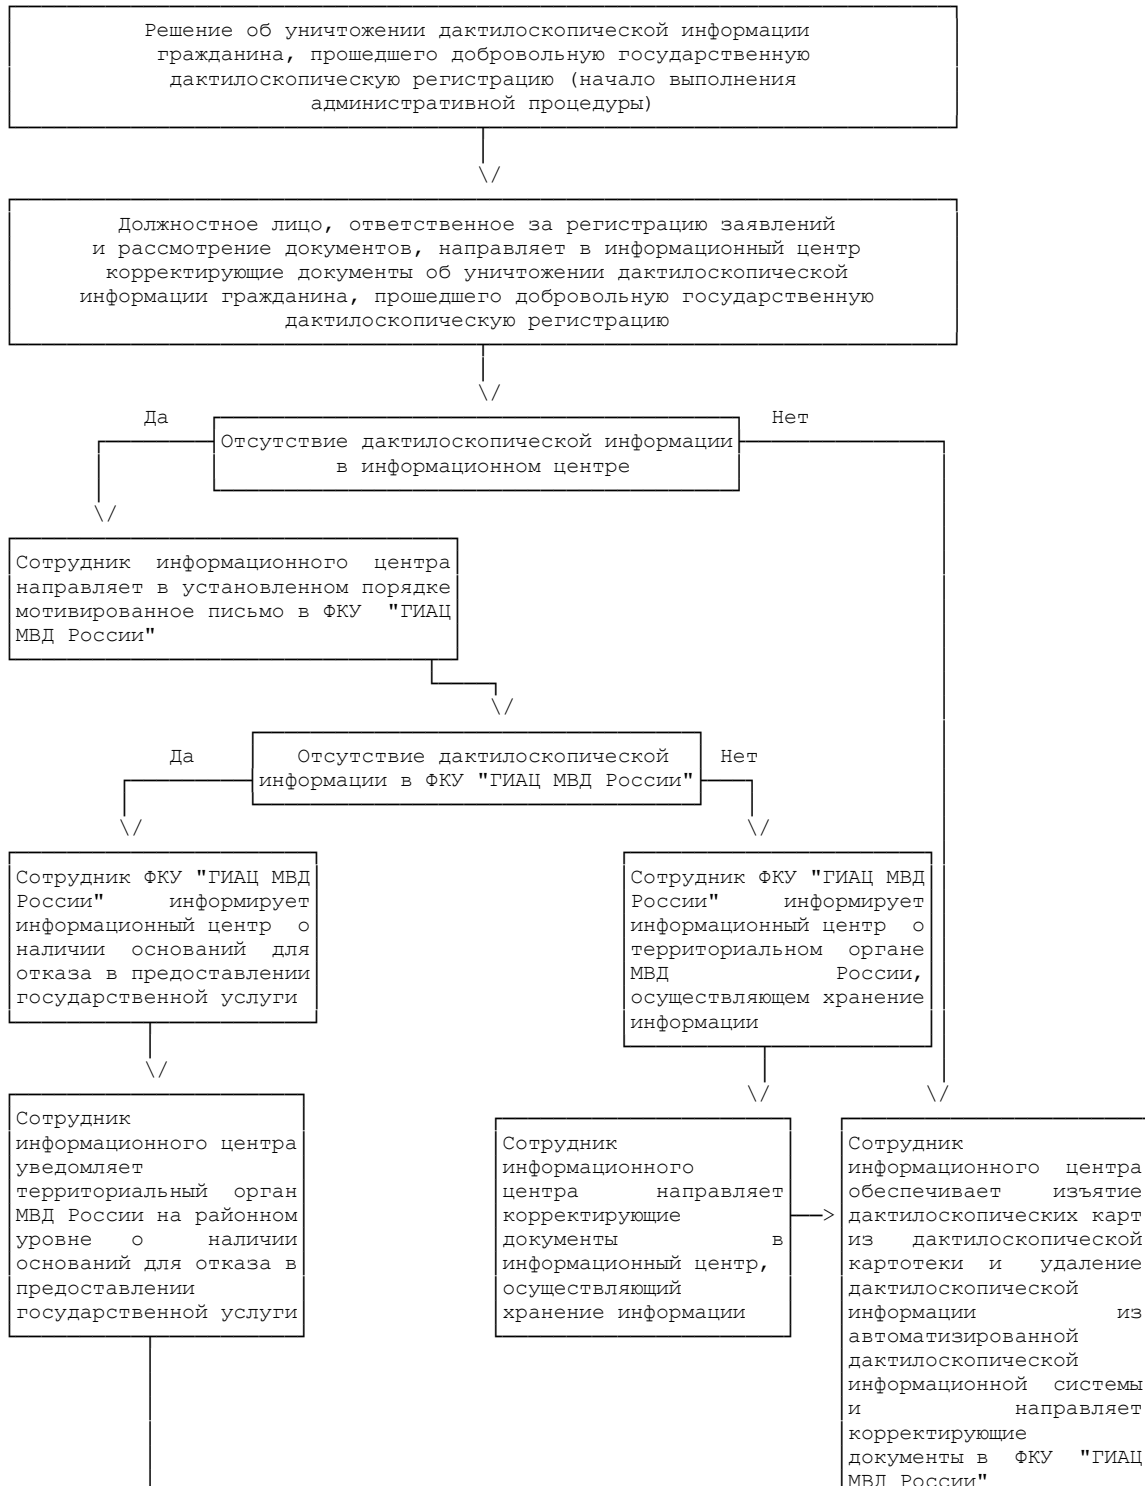 Решение об уничтожении дактилоскопической информации
гражданина, прошедшего добровольную государственную
дактилоскопическую регистрацию (начало выполнения
административной процедуры)
Должностное лицо, ответственное за регистрацию заявлений
и рассмотрение документов, направляет в информационный центр
корректирующие документы об уничтожении дактилоскопической
информации гражданина, прошедшего добровольную государственную
дактилоскопическую регистрацию
Да
Нет
Отсутствие дактилоскопической информации
в информационном центре
Сотрудник информационного центра
направляет в установленном порядке
мотивированное письмо в ФКУ "ГИАЦ
МВД России"
Да
Отсутствие дактилоскопической
информации в ФКУ "ГИАЦ МВД России"
Нет
Сотрудник ФКУ "ГИАЦ МВД
России" информирует
информационный центр о
наличии оснований для
отказа в предоставлении
государственной услуги
Сотрудник ФКУ "ГИАЦ МВД
России" информирует
информационный центр о
территориальном органе
МВД России,
осуществляющем хранение
информации
Сотрудник
информационного центра
уведомляет
территориальный орган
МВД России на районном
уровне о наличии
оснований для отказа в
предоставлении
государственной услуги
Сотрудник
информационного
центра направляет
корректирующие
документы в
информационный центр,
осуществляющий
хранение информации
Сотрудник
информационного центра
обеспечивает изъятие
дактилоскопических карт
из дактилоскопической
картотеки и удаление
дактилоскопической
информации из
автоматизированной
дактилоскопической
информационной системы
и направляет
корректирующие
документы в ФКУ "ГИАЦ
МВД России"